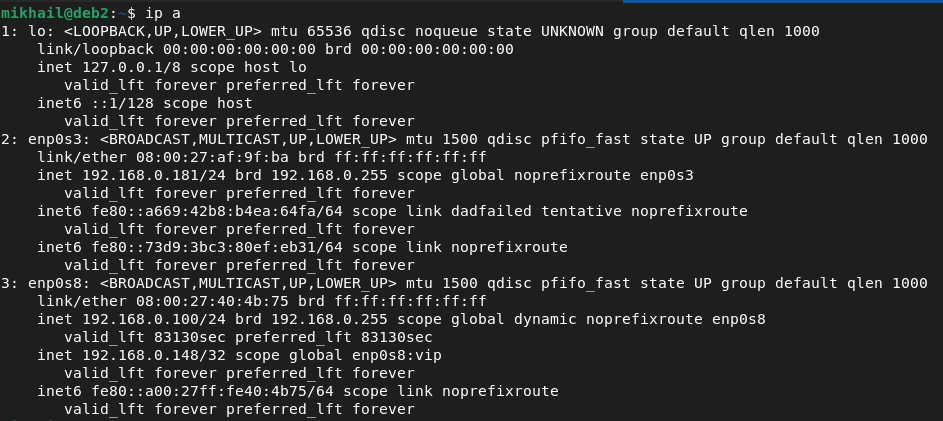 mikhail@deb2:~$ ip a
1: lo: <LOOPBACK,UP,LOWER_UP> mtu 65536 qdisc noqueue state UNKNOWN group default qlen 1000
    link/loopback 00:00:00:00:00:00 brd 00:00:00:00:00:00
    inet 127.0.0.1/8 scope host lo
       valid_lft forever preferred_lft forever
    inet6 ::1/128 scope host
       valid_lft forever preferred_lft forever
2: enp0s3: <BROADCAST,MULTICAST,UP,LOWER_UP> mtu 1500 qdisc pfifo_fast state UP group default qlen 1000
    link/ether 08:00:27:af:9f:ba brd ff:ff:ff:ff:ff:ff
    inet 192.168.0.181/24 brd 192.168.0.255 scope global noprefixroute enp0s3
       valid_lft forever preferred_lft forever
    inet6 fe80::a669:42b8:b4ea:64fa/64 scope link dadfailed tentative noprefixroute
       valid_lft forever preferred_lft forever
    inet6 fe80::73d9:3bc3:80ef:eb31/64 scope link noprefixroute
       valid_lft forever preferred_lft forever
3: enp0s8: <BROADCAST,MULTICAST,UP,LOWER_UP> mtu 1500 qdisc pfifo_fast state UP group default qlen 1000
    link/ether 08:00:27:40:4b:75 brd ff:ff:ff:ff:ff:ff
    inet 192.168.0.100/24 brd 192.168.0.255 scope global dynamic noprefixroute enp0s8
       valid_lft 83130sec preferred_lft 83130sec
    inet 192.168.0.148/32 scope global enp0s8:vip
       valid_lft forever preferred_lft forever
    inet6 fe80::a00:27ff:fe40:4b75/64 scope link noprefixroute
       valid_lft forever preferred_lft forever